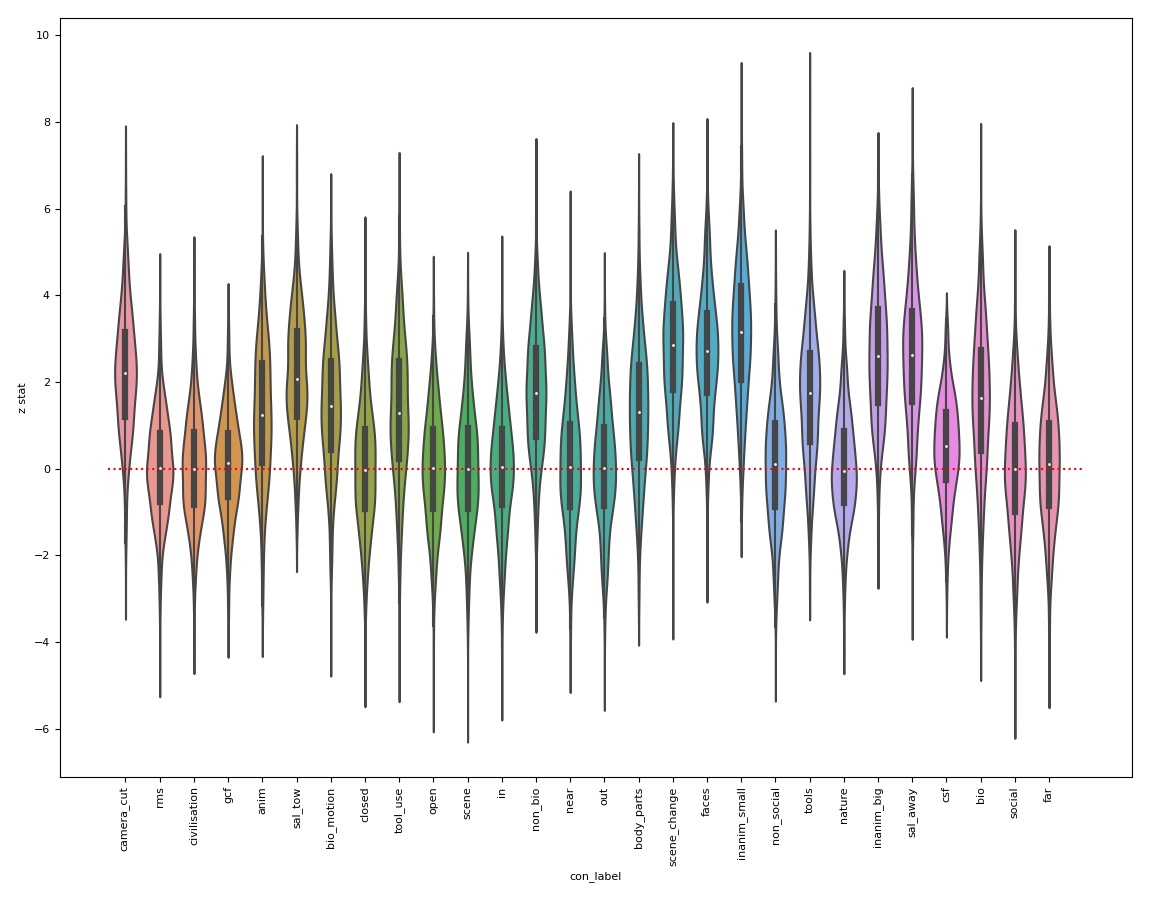 10
8
6
4
2
0
−2
−4
−6
z stat
camera_cut
rms
civilisation
gcf
anim
sal_tow
bio_motion
closed
tool_use
open
scene
in
non_bio
near
out
body_parts
scene_change
faces
inanim_small
non_social
tools
nature
inanim_big
sal_away
csf
bio
social
far
con_label